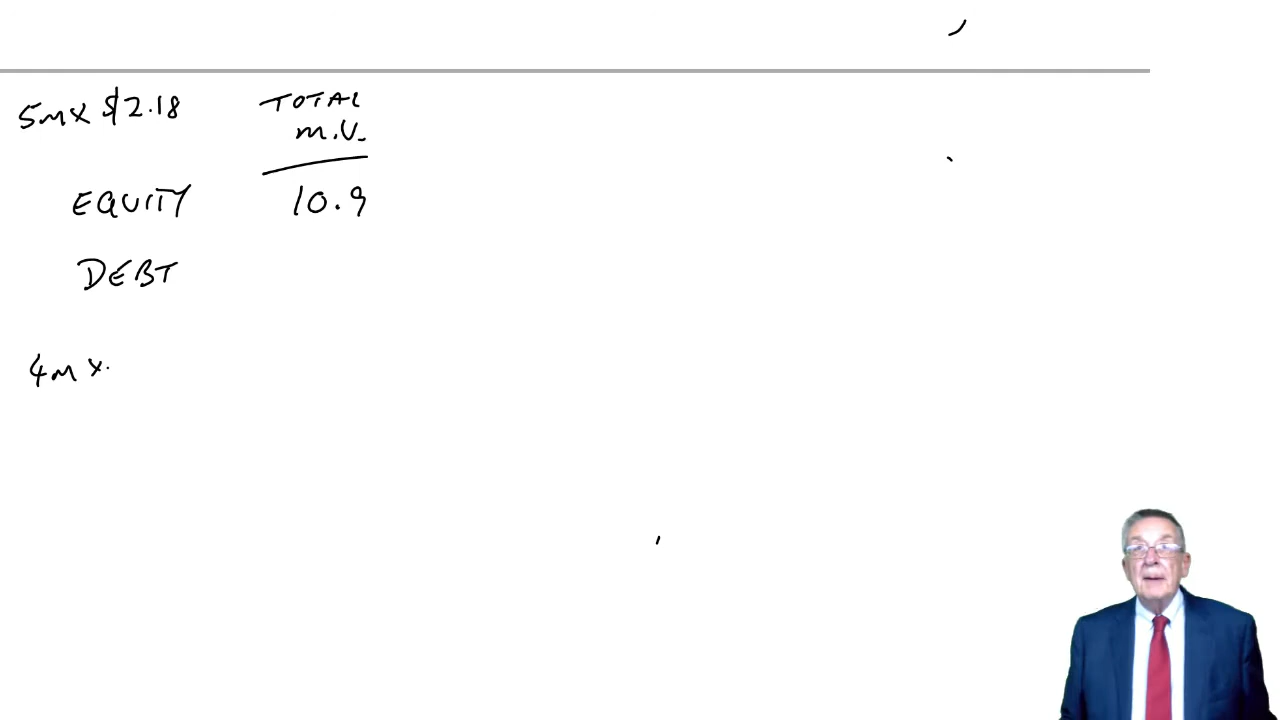 5m x $2.18
TOTAL
m.V.
EQUITY 10.9
DEBT
4m x